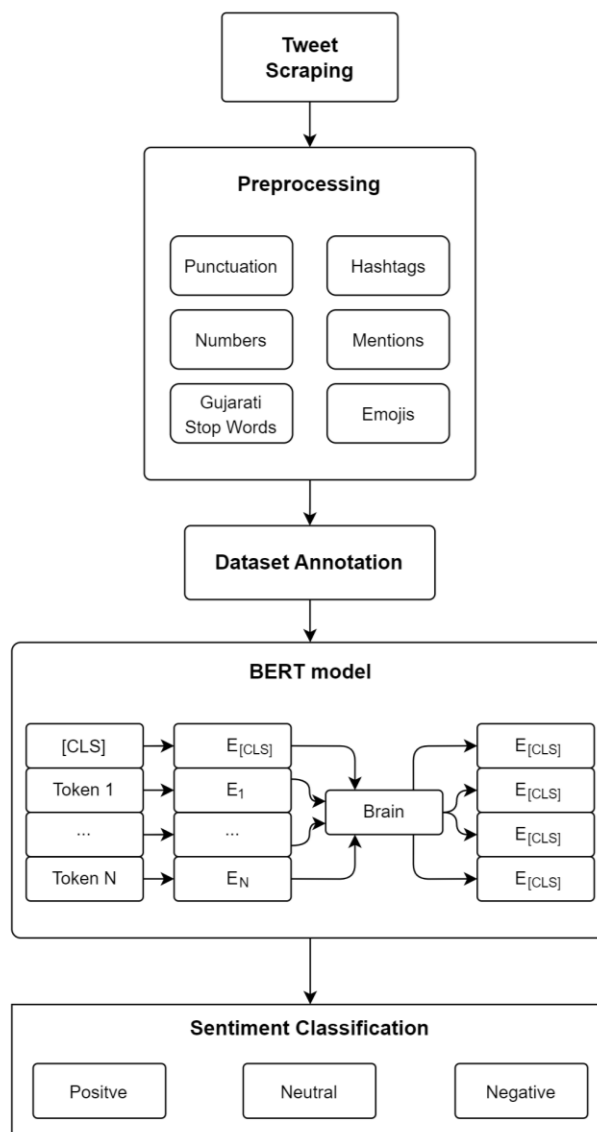 Tweet
Scraping
Preprocessing
Punctuation
Hashtags
Numbers
Mentions
Gujarati
Stop Words
Emojis
Dataset Annotation
BERT model
[CLS]
E[CLS]
E[CLS]
Token 1
E1
E[CLS]
Brain
...
...
E[CLS]
Token N
EN
E[CLS]
Sentiment Classification
Positve
Neutral
Negative